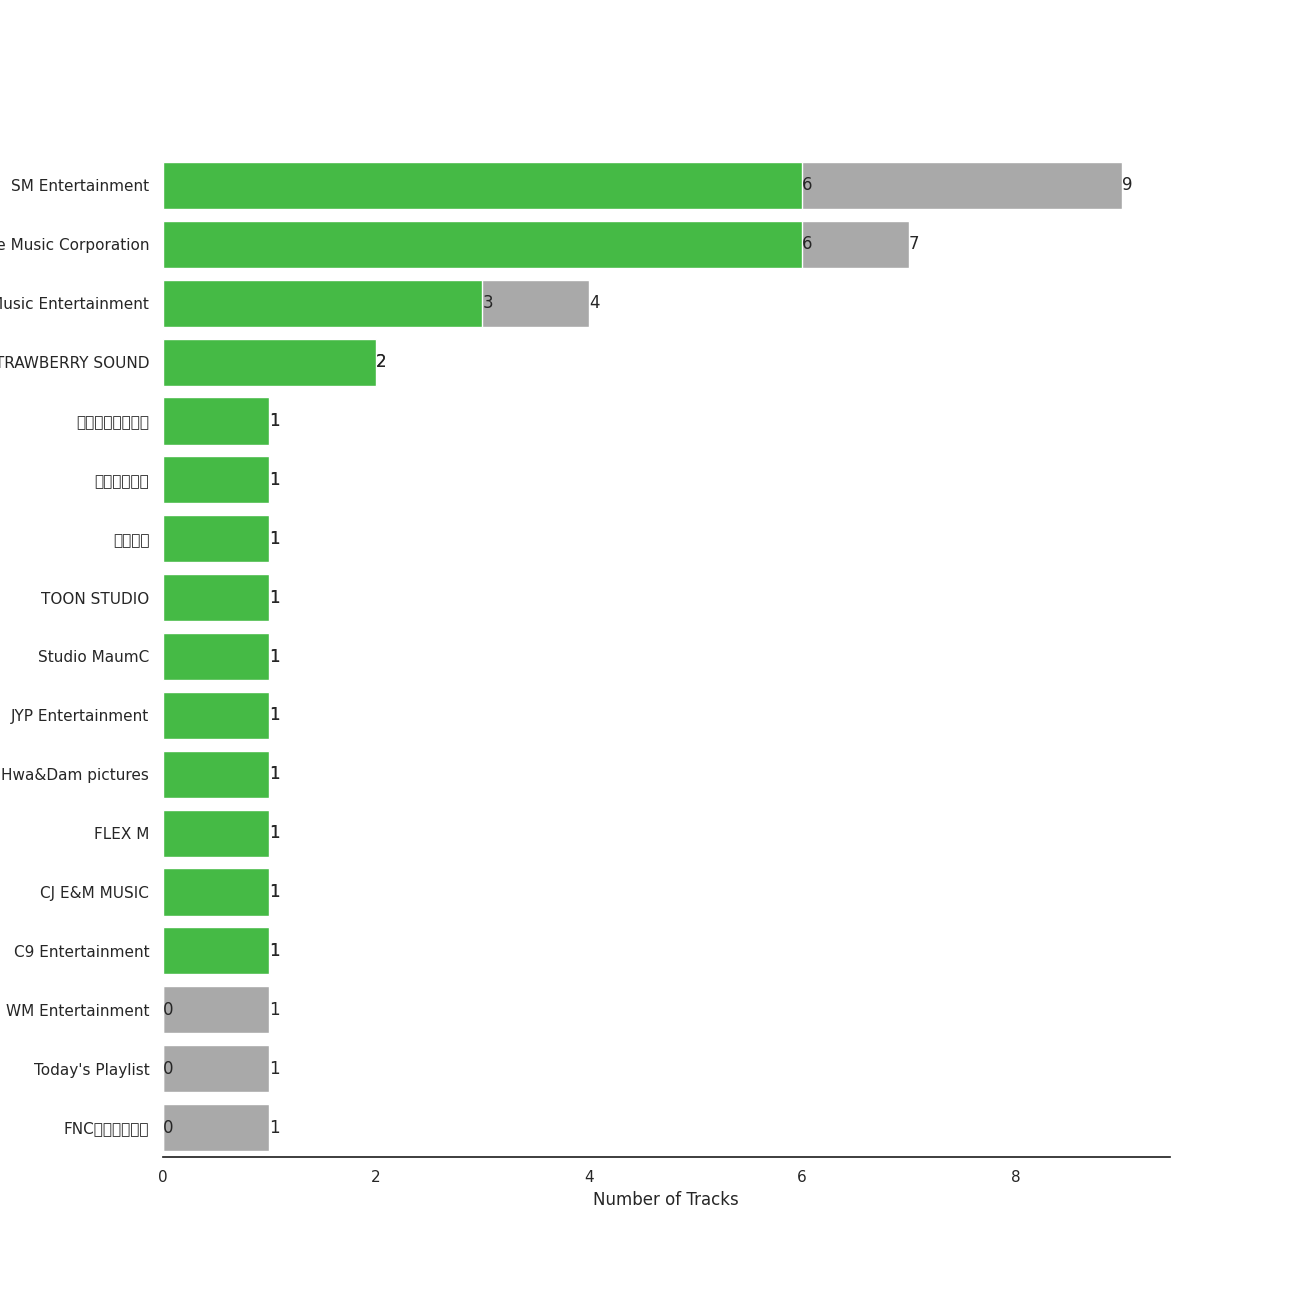 SM Entertainment
6
9
e Music Corporation
6
7
Music Entertainment
3
4
TRAWBERRY SOUND
2
1
1
1
TOON STUDIO
1
Studio MaumC
1
JYP Entertainment
1
Hwa&Dam pictures
1
FLEX M
1
CJ E&M MUSIC
1
C9 Entertainment
1
WM Entertainment
0
1
Today's Playlist
0
1
FNC
0
1
0
2
4
6
8
Number of Tracks